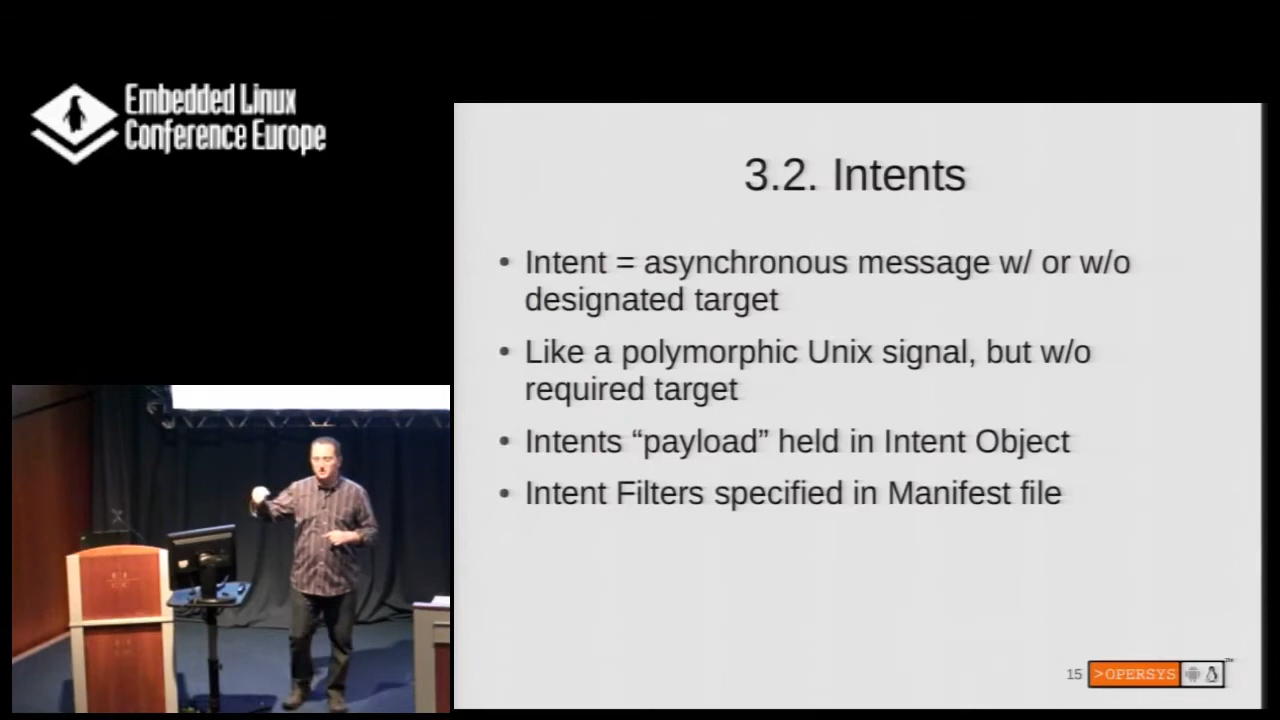 Embedded Linux
Conference Europe
3.2. Intents
• Intent = asynchronous message w/ or w/o
designated target
• Like a polymorphic Unix signal, but w/o
required target
• Intents “payload” held in Intent Object
• Intent Filters specified in Manifest file
15
>OPERSYS
™